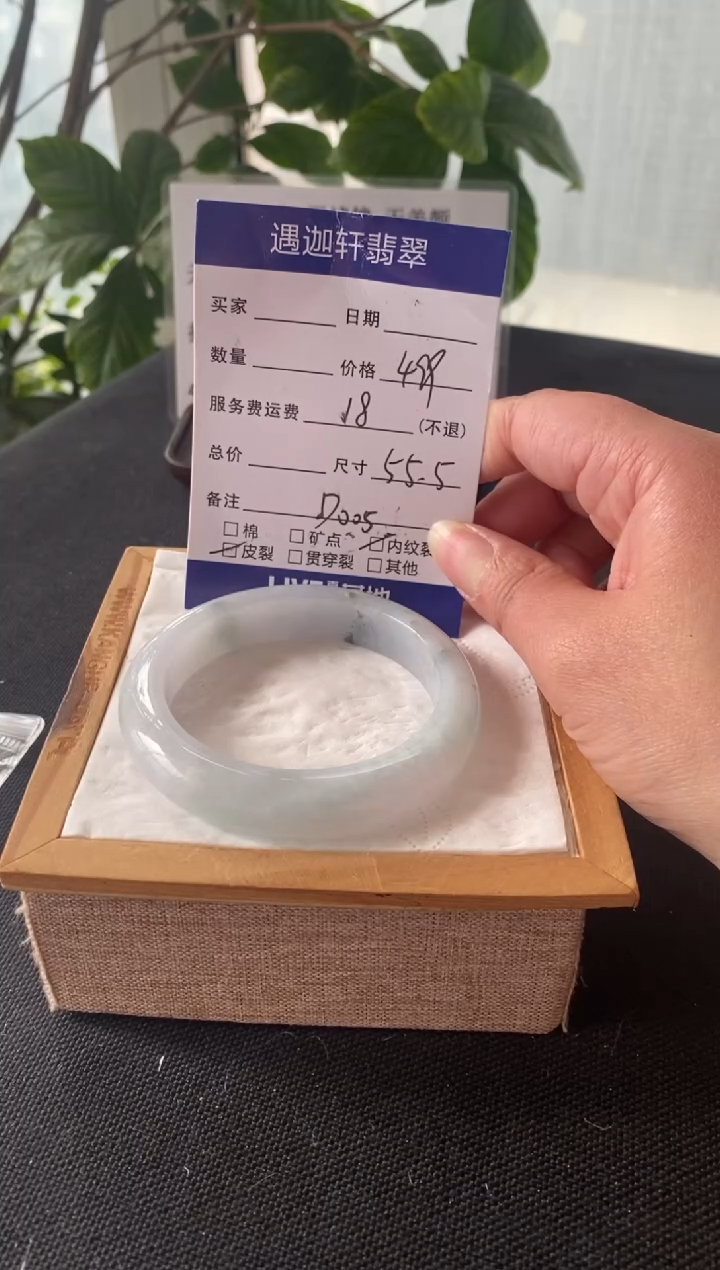 遇迦轩翡翠
买家 日期
数量 价格 499
服务费运费 18 (不退)
总价 尺寸 55.5
备注 D005
棉 矿点 内纹裂
皮裂 贯穿裂 其他